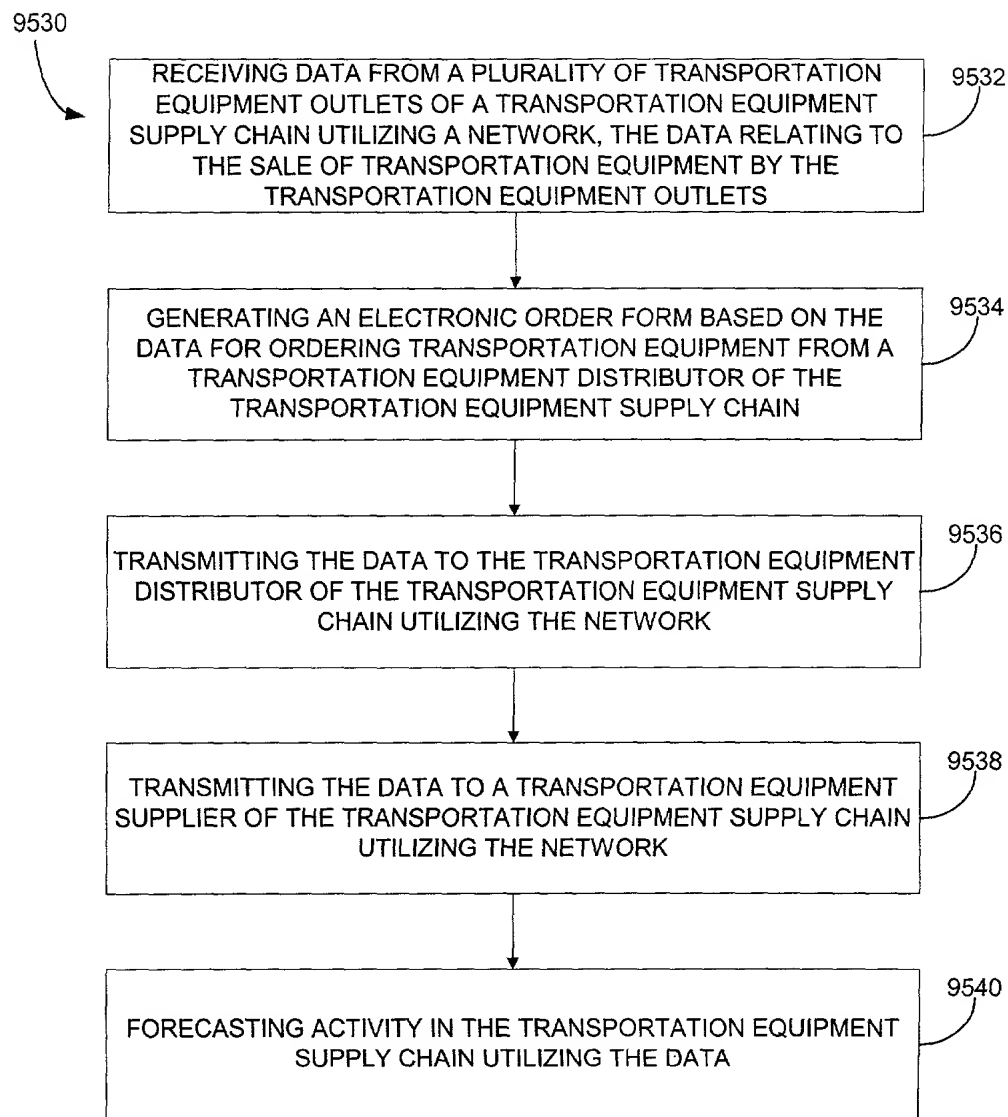 9530
RECEIVING DATA FROM A PLURALITY OF TRANSPORTATION
EQUIPMENT OUTLETS OF A TRANSPORTATION EQUIPMENT
SUPPLY CHAIN UTILIZING A NETWORK, THE DATA RELATING TO
THE SALE OF TRANSPORTATION EQUIPMENT BY THE
TRANSPORTATION EQUIPMENT OUTLETS
9532
GENERATING AN ELECTRONIC ORDER FORM BASED ON THE
DATA FOR ORDERING TRANSPORTATION EQUIPMENT FROM A
TRANSPORTATION EQUIPMENT DISTRIBUTOR OF THE
TRANSPORTATION EQUIPMENT SUPPLY CHAIN
9534
TRANSMITTING THE DATA TO THE TRANSPORTATION EQUIPMENT
DISTRIBUTOR OF THE TRANSPORTATION EQUIPMENT SUPPLY
CHAIN UTILIZING THE NETWORK
9536
TRANSMITTING THE DATA TO A TRANSPORTATION EQUIPMENT
SUPPLIER OF THE TRANSPORTATION EQUIPMENT SUPPLY CHAIN
UTILIZING THE NETWORK
9538
FORECASTING ACTIVITY IN THE TRANSPORTATION EQUIPMENT
SUPPLY CHAIN UTILIZING THE DATA
9540